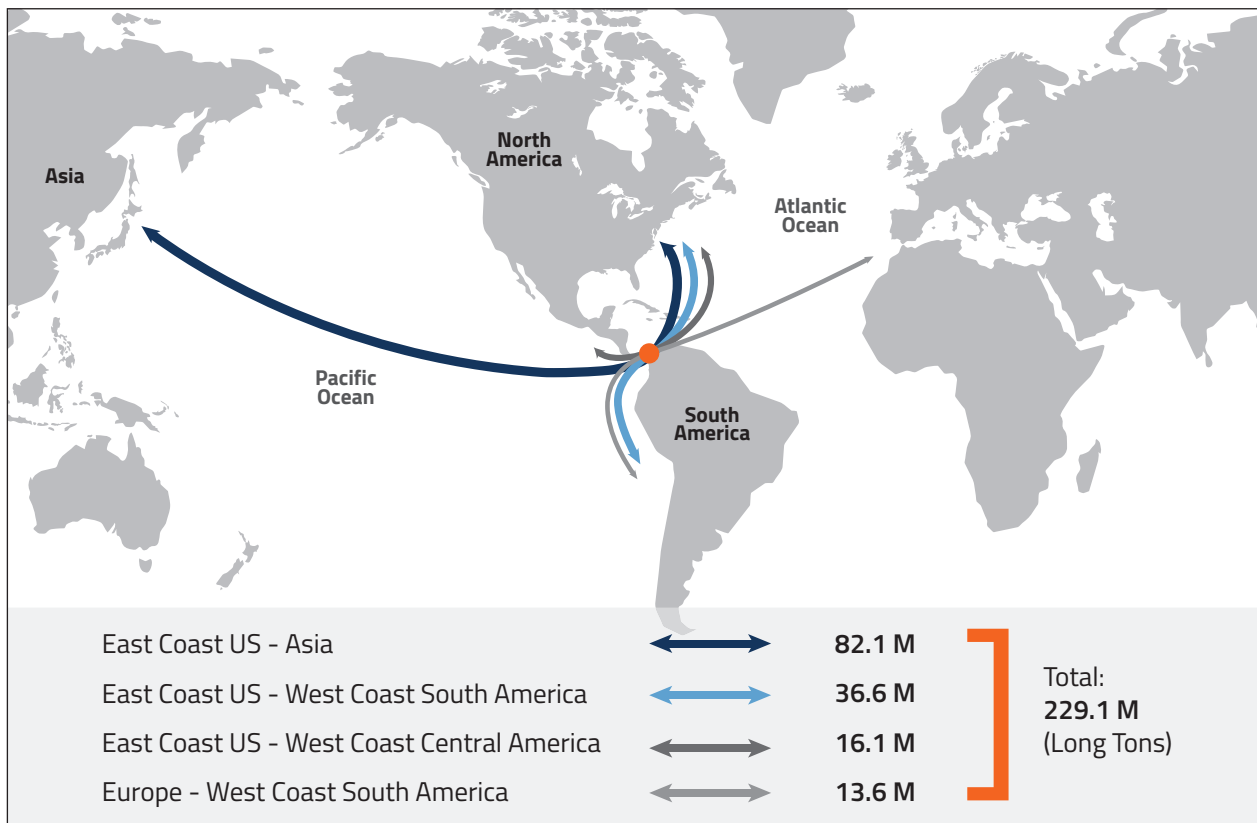 North
America
Asia
Atlantic
Ocean
Pacific
Ocean
South
America
East Coast US - Asia
82.1 M
East Coast US - West Coast South America
36.6 M
East Coast US - West Coast Central America
16.1 M
Europe - West Coast South America
13.6 M
Total:
229.1 M
(Long Tons)